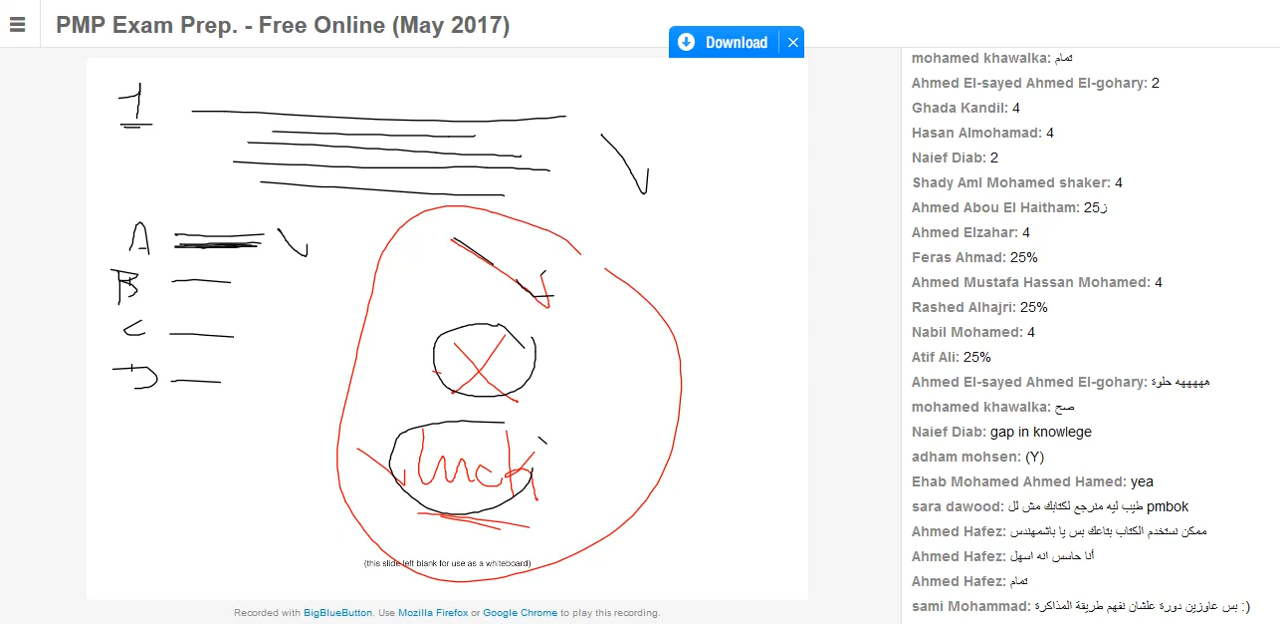 PMP Exam Prep. - Free Online (May 2017)
Download
1
A
B
C
D
luck
(this slide left blank for use as a whiteboard)
Recorded with BigBlueButton. Use Mozilla Firefox or Google Chrome to play this recording.
mohamed khawalka: تمام
Ahmed El-sayed Ahmed El-gohary: 2
Ghada Kandil: 4
Hasan Almohamad: 4
Naief Diab: 2
Shady Aml Mohamed shaker: 4
Ahmed Abou El Haitham: 25ز
Ahmed Elzahar: 4
Feras Ahmad: 25%
Ahmed Mustafa Hassan Mohamed: 4
Rashed Alhajri: 25%
Nabil Mohamed: 4
Atif Ali: 25%
Ahmed El-sayed Ahmed El-gohary: هههههه حلوة
mohamed khawalka: صح
Naief Diab: gap in knowlege
adham mohsen: (Y)
Ehab Mohamed Ahmed Hamed: yea
sara dawood: طيب ليه منرجع لكتابك مش لل pmbok
Ahmed Hafez: ممكن نستخدم الكتاب بتاعك بس يا باشمهندس
Ahmed Hafez: أنا حاسس انه اسهل
Ahmed Hafez: تمام
sami Mohammad: بس عاوزين دورة علشان نفهم طريقة المذاكرة :)